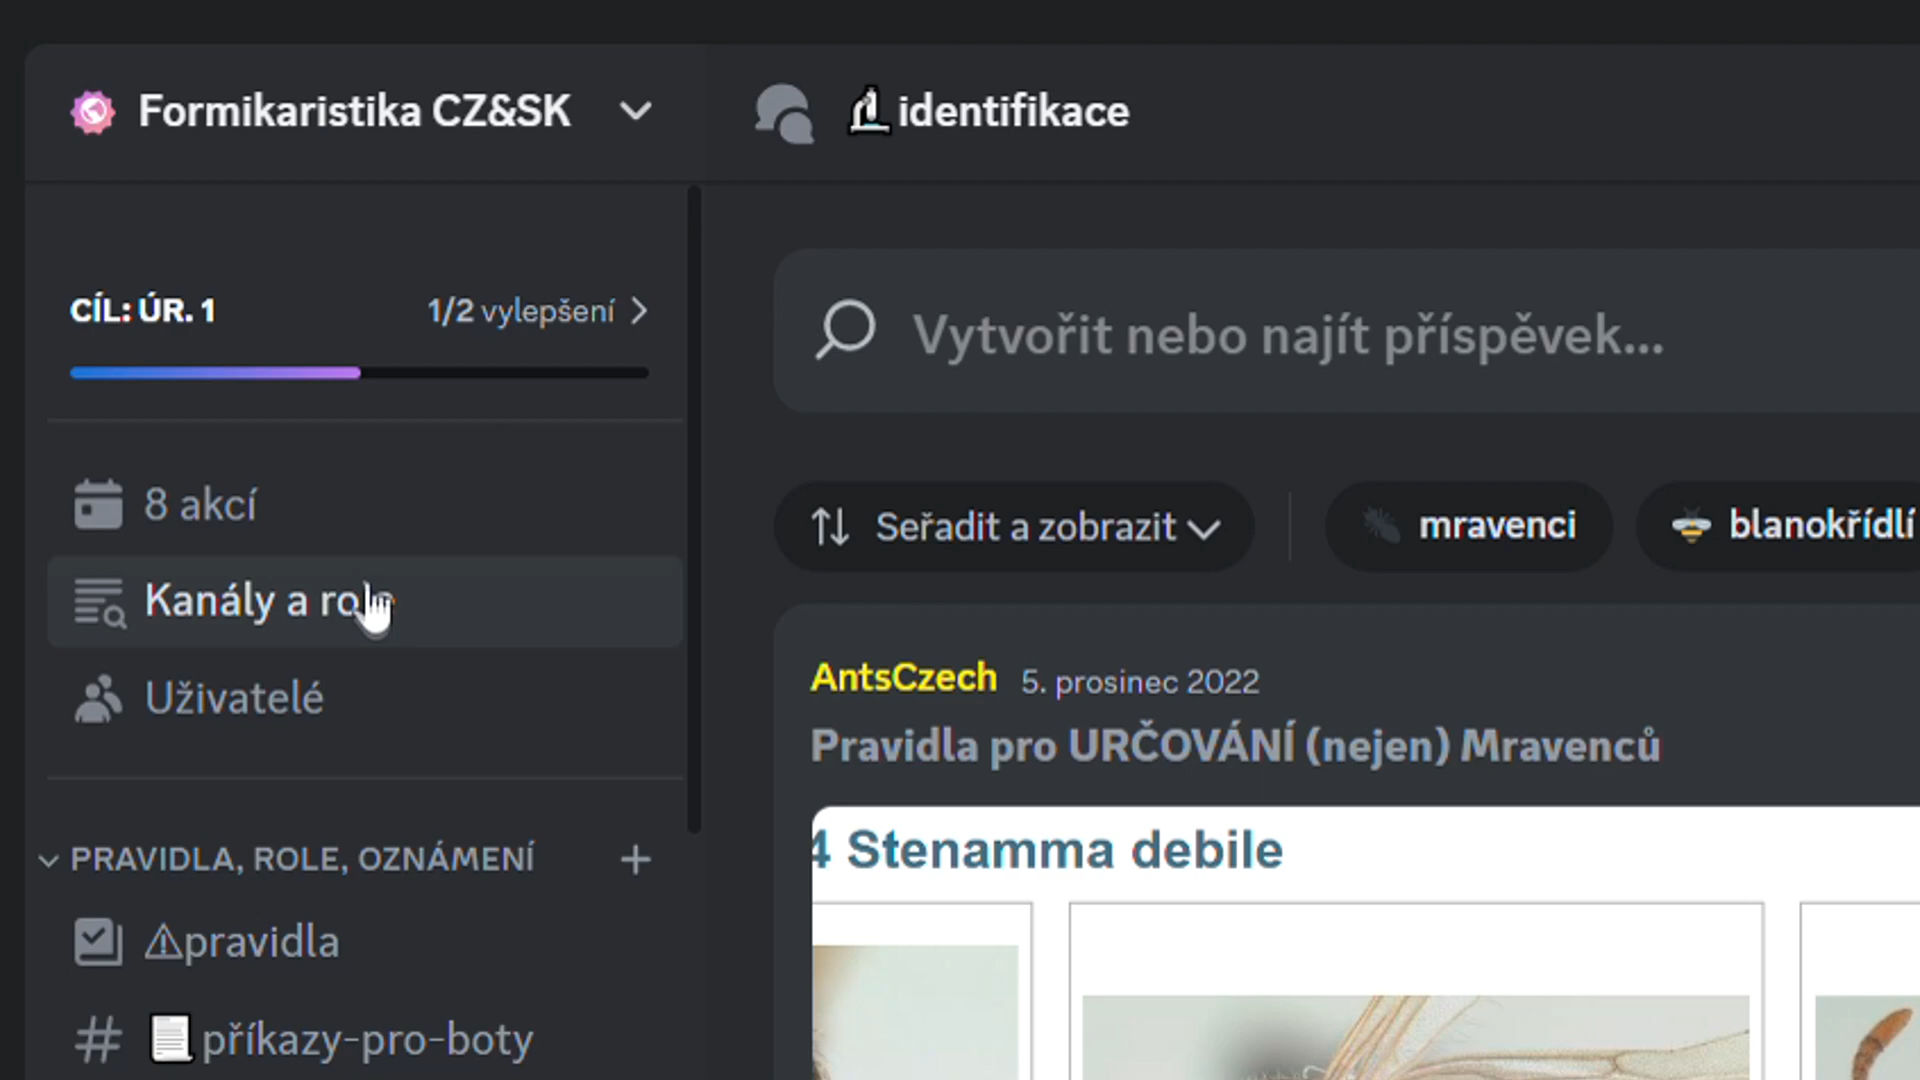 Formikaristika CZ&SK
identifikace
CÍL: ÚR. 1
1/2 vylepšení
Vytvořit nebo najít příspěvek...
8 akcí
Seřadit a zobrazit
mravenci
blanokřídlí
Kanály a role
Uživatelé
AntsCzech 5. prosinec 2022
Pravidla pro URČOVÁNÍ (nejen) Mravenců
4 Stenamma debile
PRAVIDLA, ROLE, OZNÁMENÍ
⚠pravidla
příkazy-pro-boty